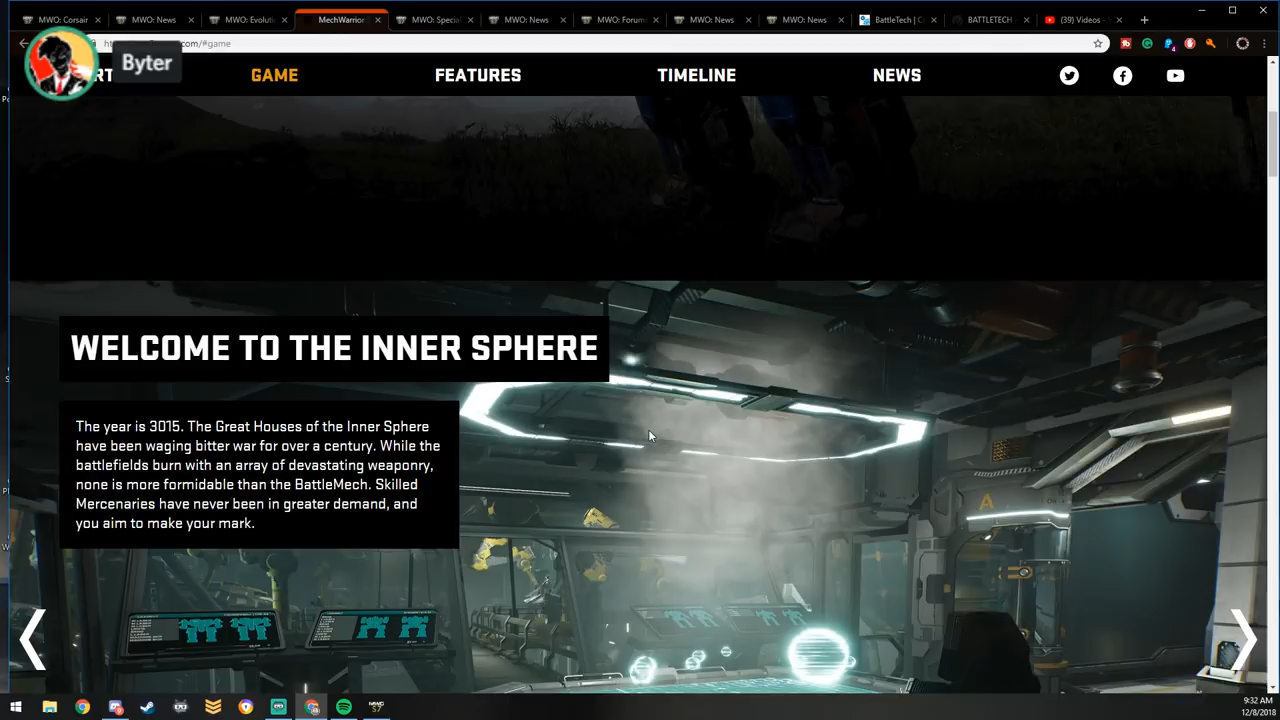 MWO: Corsair
MWO: News
MWO: Evoluti
MechWarrior
MWO: Special
MWO: News
MWO: Forum
MWO: News
MWO: News
BattleTech | C
BATTLETECH -
(39) Videos -
.com/#game
Byter
GAME
FEATURES
TIMELINE
NEWS
WELCOME TO THE INNER SPHERE
The year is 3015. The Great Houses of the Inner Sphere
have been waging bitter war for over a century. While the
battlefields burn with an array of devastating weaponry,
none is more formidable than the BattleMech. Skilled
Mercenaries have never been in greater demand, and
you aim to make your mark.
A
9:32 AM
12/8/2018